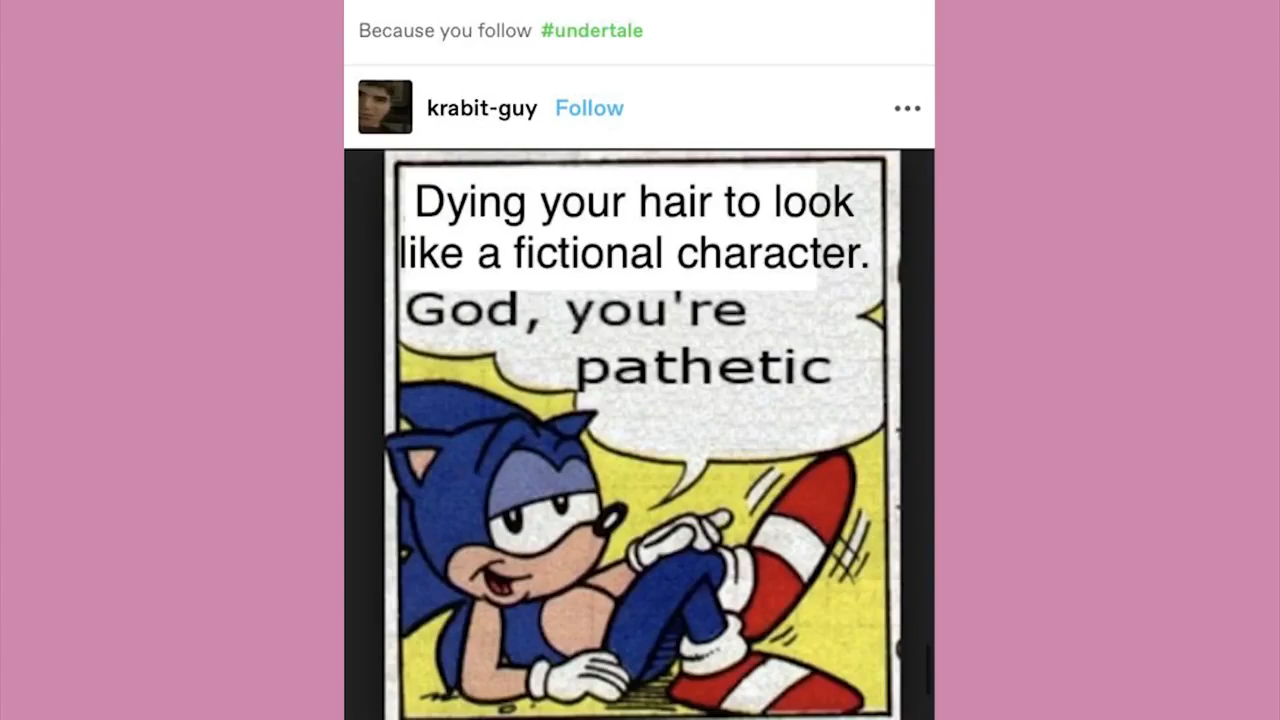 Because you follow #undertale
krabit-guy Follow
Dying your hair to look
like a fictional character.
God, you're
pathetic